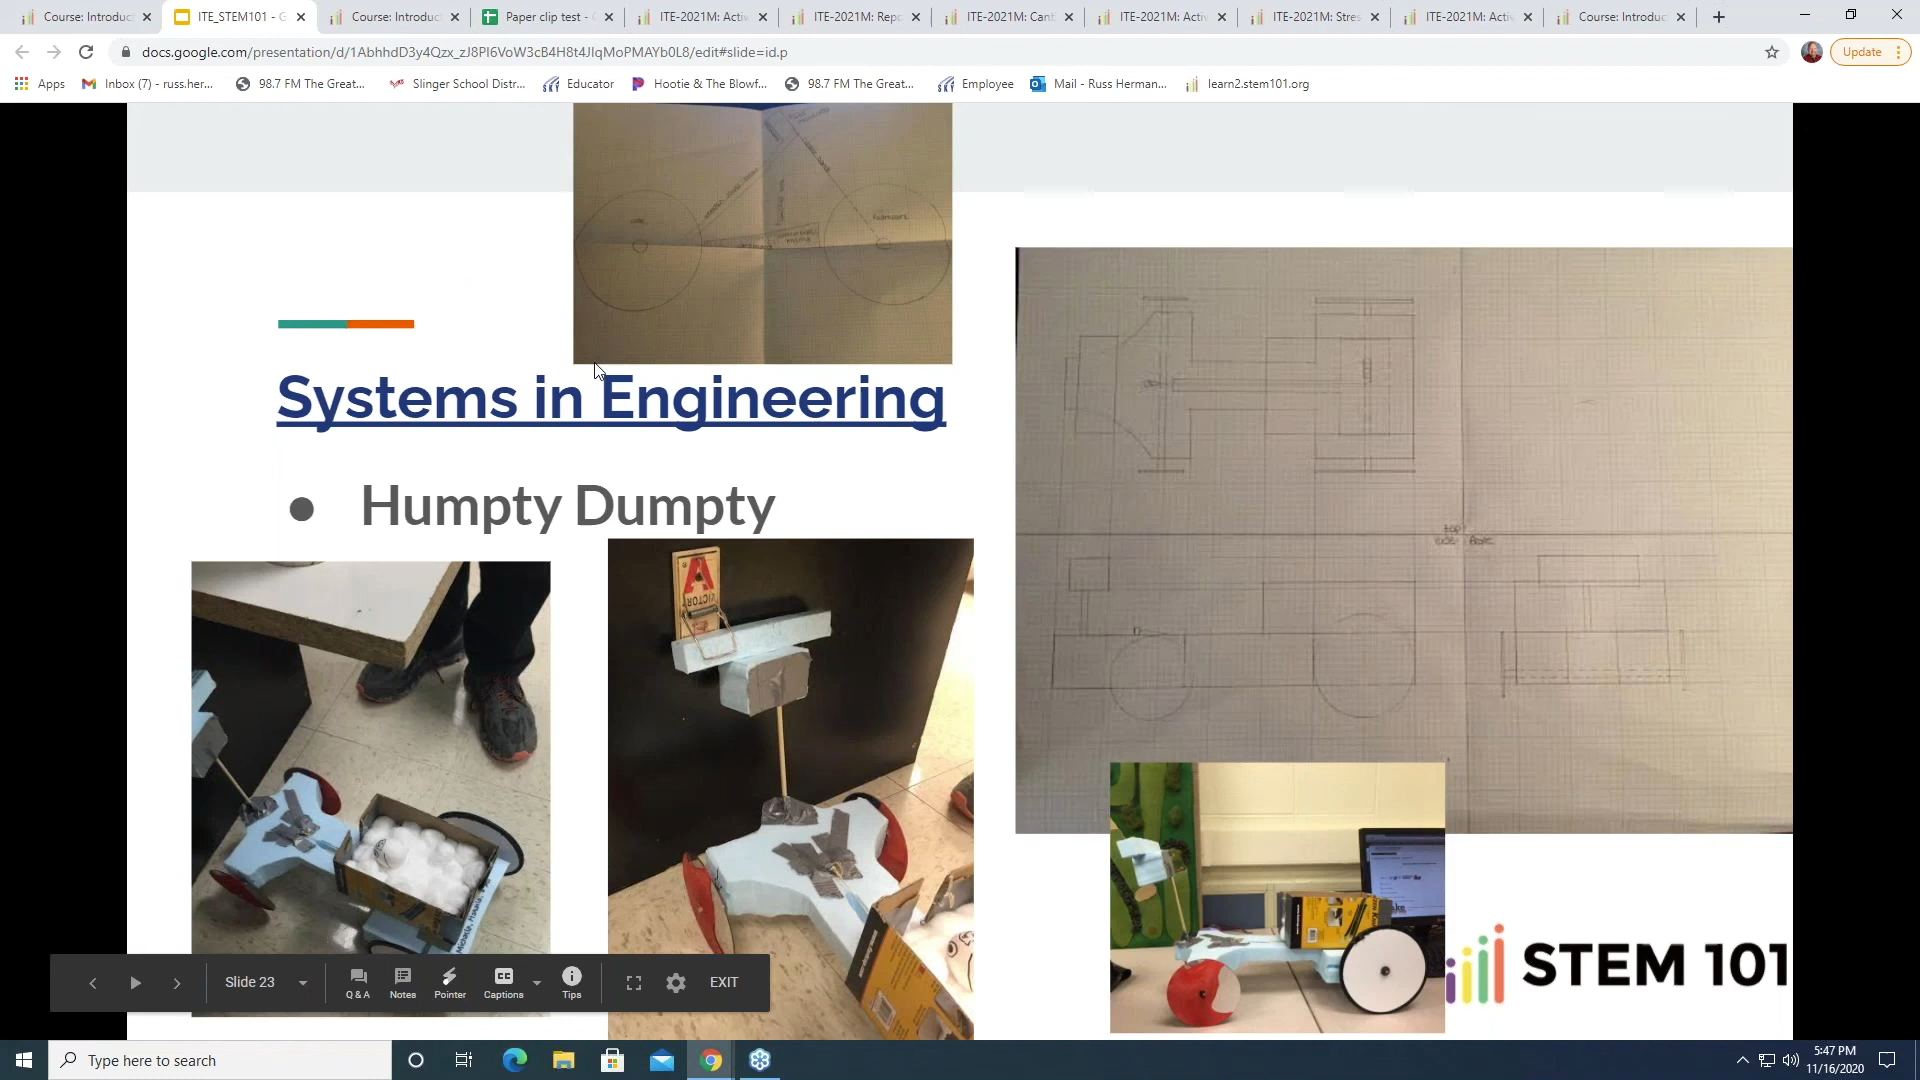 Course: Introduc
ITE_STEM101 - G
Course: Introduc
Paper clip test - G
ITE-2021M: Activ
ITE-2021M: Repo
ITE-2021M: Canti
ITE-2021M: Activ
ITE-2021M: Stres
ITE-2021M: Activ
Course: Introduc
docs.google.com/presentation/d/1AbhhdD3y4Qzx_zJ8Pl6VoW3cB4H8t4JlqMoPMAYb0L8/edit#slide=id.p
Update
Apps
Inbox (7) - russ.her...
98.7 FM The Great...
Slinger School Distr...
Educator
Hootie & The Blowf...
98.7 FM The Great...
Employee
Mail - Russ Herman...
learn2.stem101.org
Systems in Engineering
● Humpty Dumpty
VICTOR
STEM 101
Slide 23
Q & A
Notes
Pointer
CC
Captions
Tips
EXIT
Type here to search
5:47 PM
11/16/2020